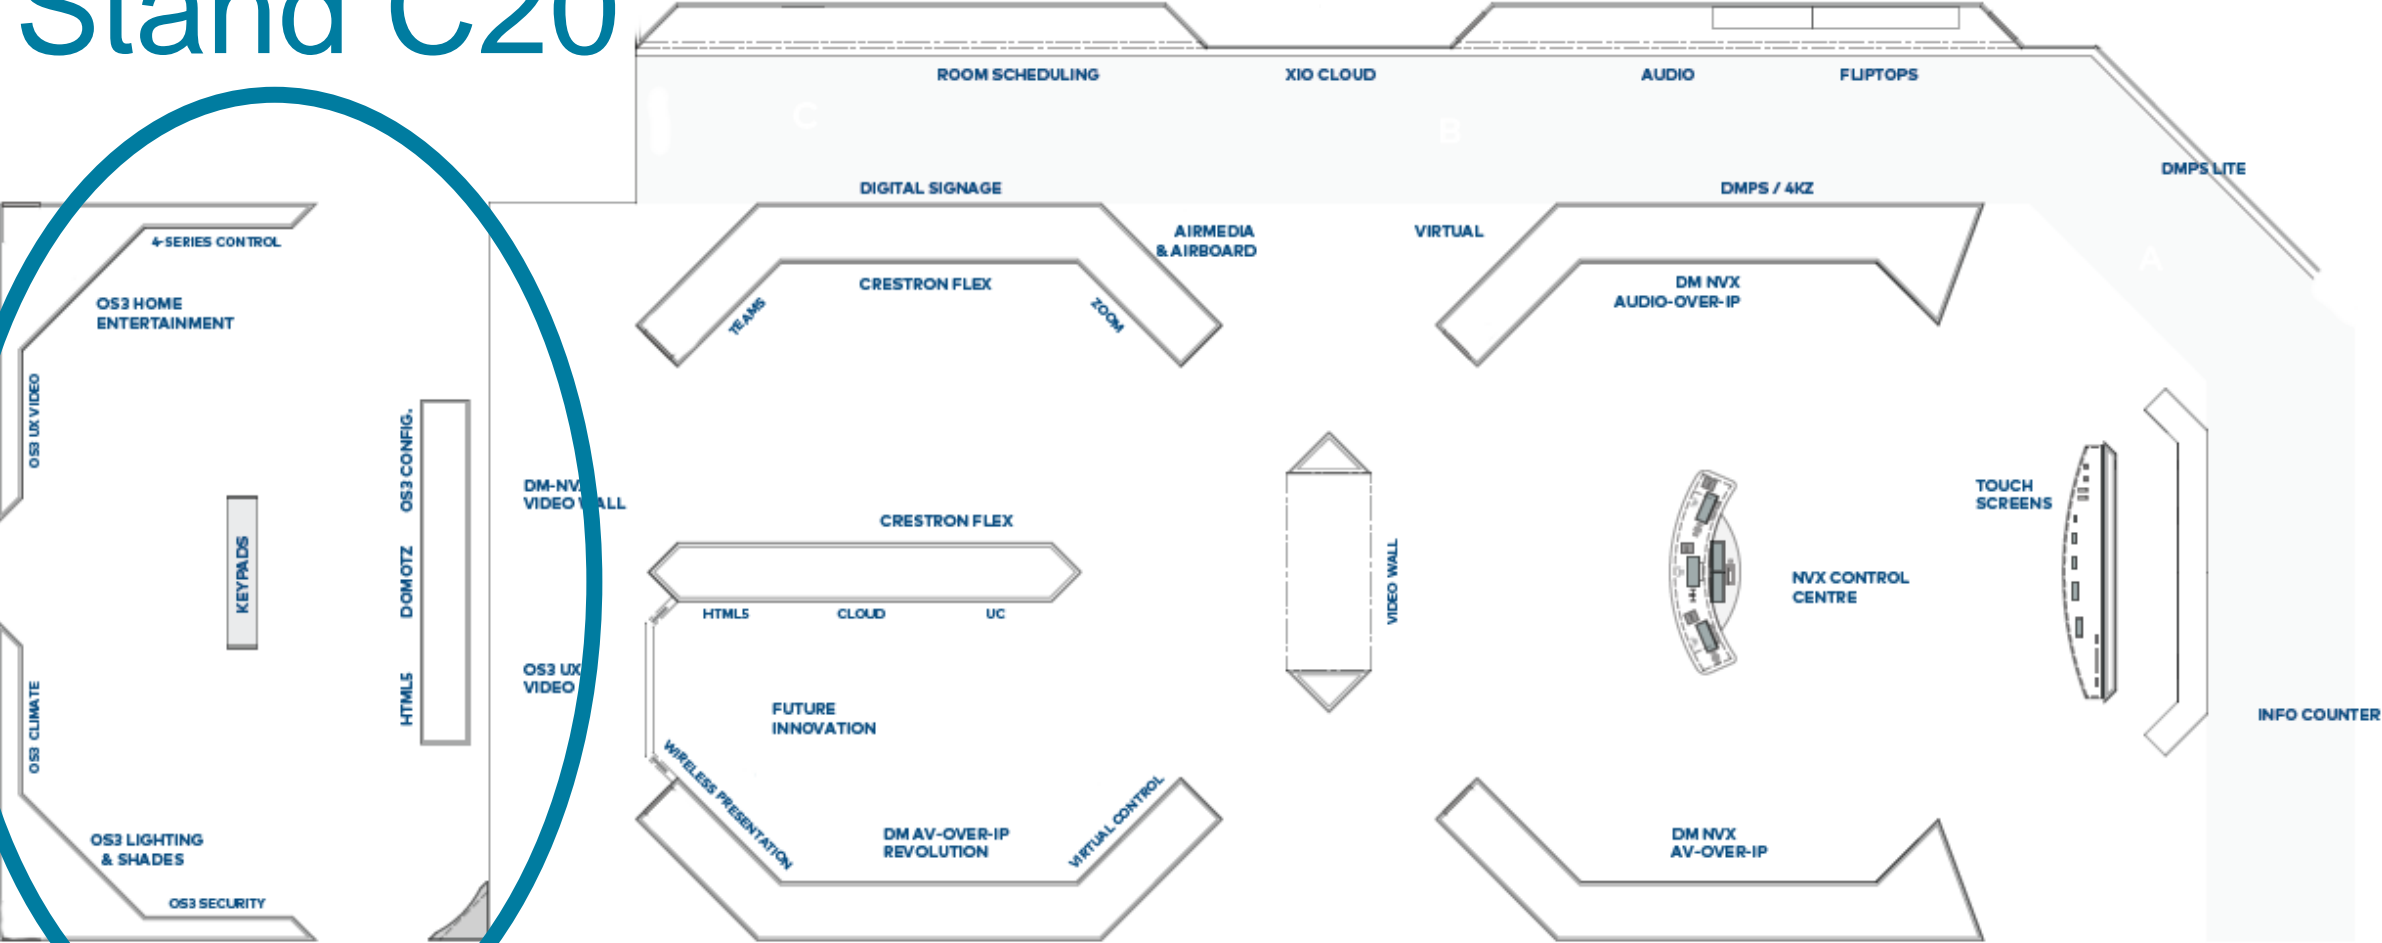 Stand C20
ROOM SCHEDULING
XIO CLOUD
AUDIO
FLIPTOPS
C
B
DMPS LITE
DIGITAL SIGNAGE
DMPS / 4KZ
4-SERIES CONTROL
AIRMEDIA
& AIRBOARD
VIRTUAL
A
CRESTRON FLEX
DM NVX
AUDIO-OVER-IP
OS3 HOME
ENTERTAINMENT
TEAMS
ZOOM
OS3 UX VIDEO
OS3 CONFIG.
DM-NV
VIDEO WALL
TOUCH
SCREENS
CRESTRON FLEX
KEYPADS
DOMOTZ
VIDEO WALL
NVX CONTROL
CENTRE
HTML5
CLOUD
UC
OS3 CLIMATE
HTML5
OS3 UX
VIDEO
FUTURE
INNOVATION
INFO COUNTER
WIRELESS PRESENTATION
DM AV-OVER-IP
REVOLUTION
VIRTUAL CONTROL
DM NVX
AV-OVER-IP
OS3 LIGHTING
& SHADES
OS3 SECURITY